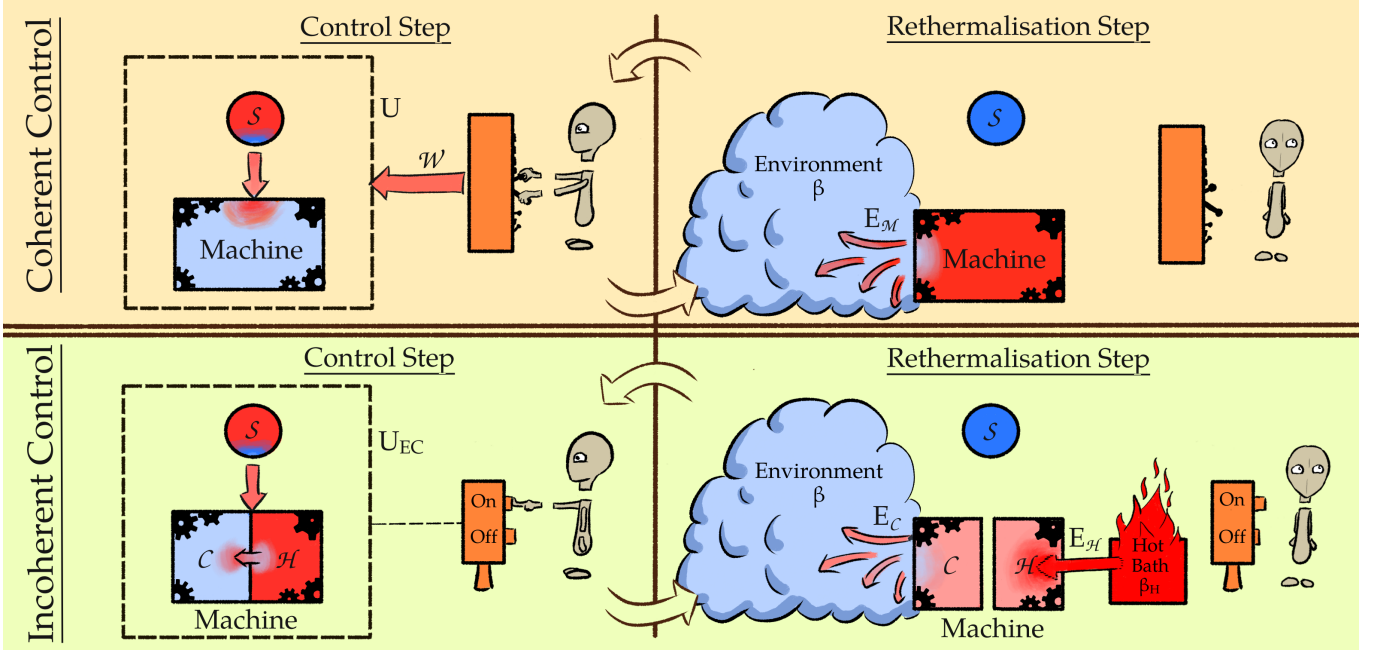 Coherent Control
Control Step
S
U
W
Machine
Rethermalisation Step
Environment
β
S
E_M
Machine
Incoherent Control
Control Step
S
U_EC
On
Off
C
H
Machine
Rethermalisation Step
Environment
β
S
E_C
C
H
E_H
Hot
Bath
β_H
On
Off
Machine